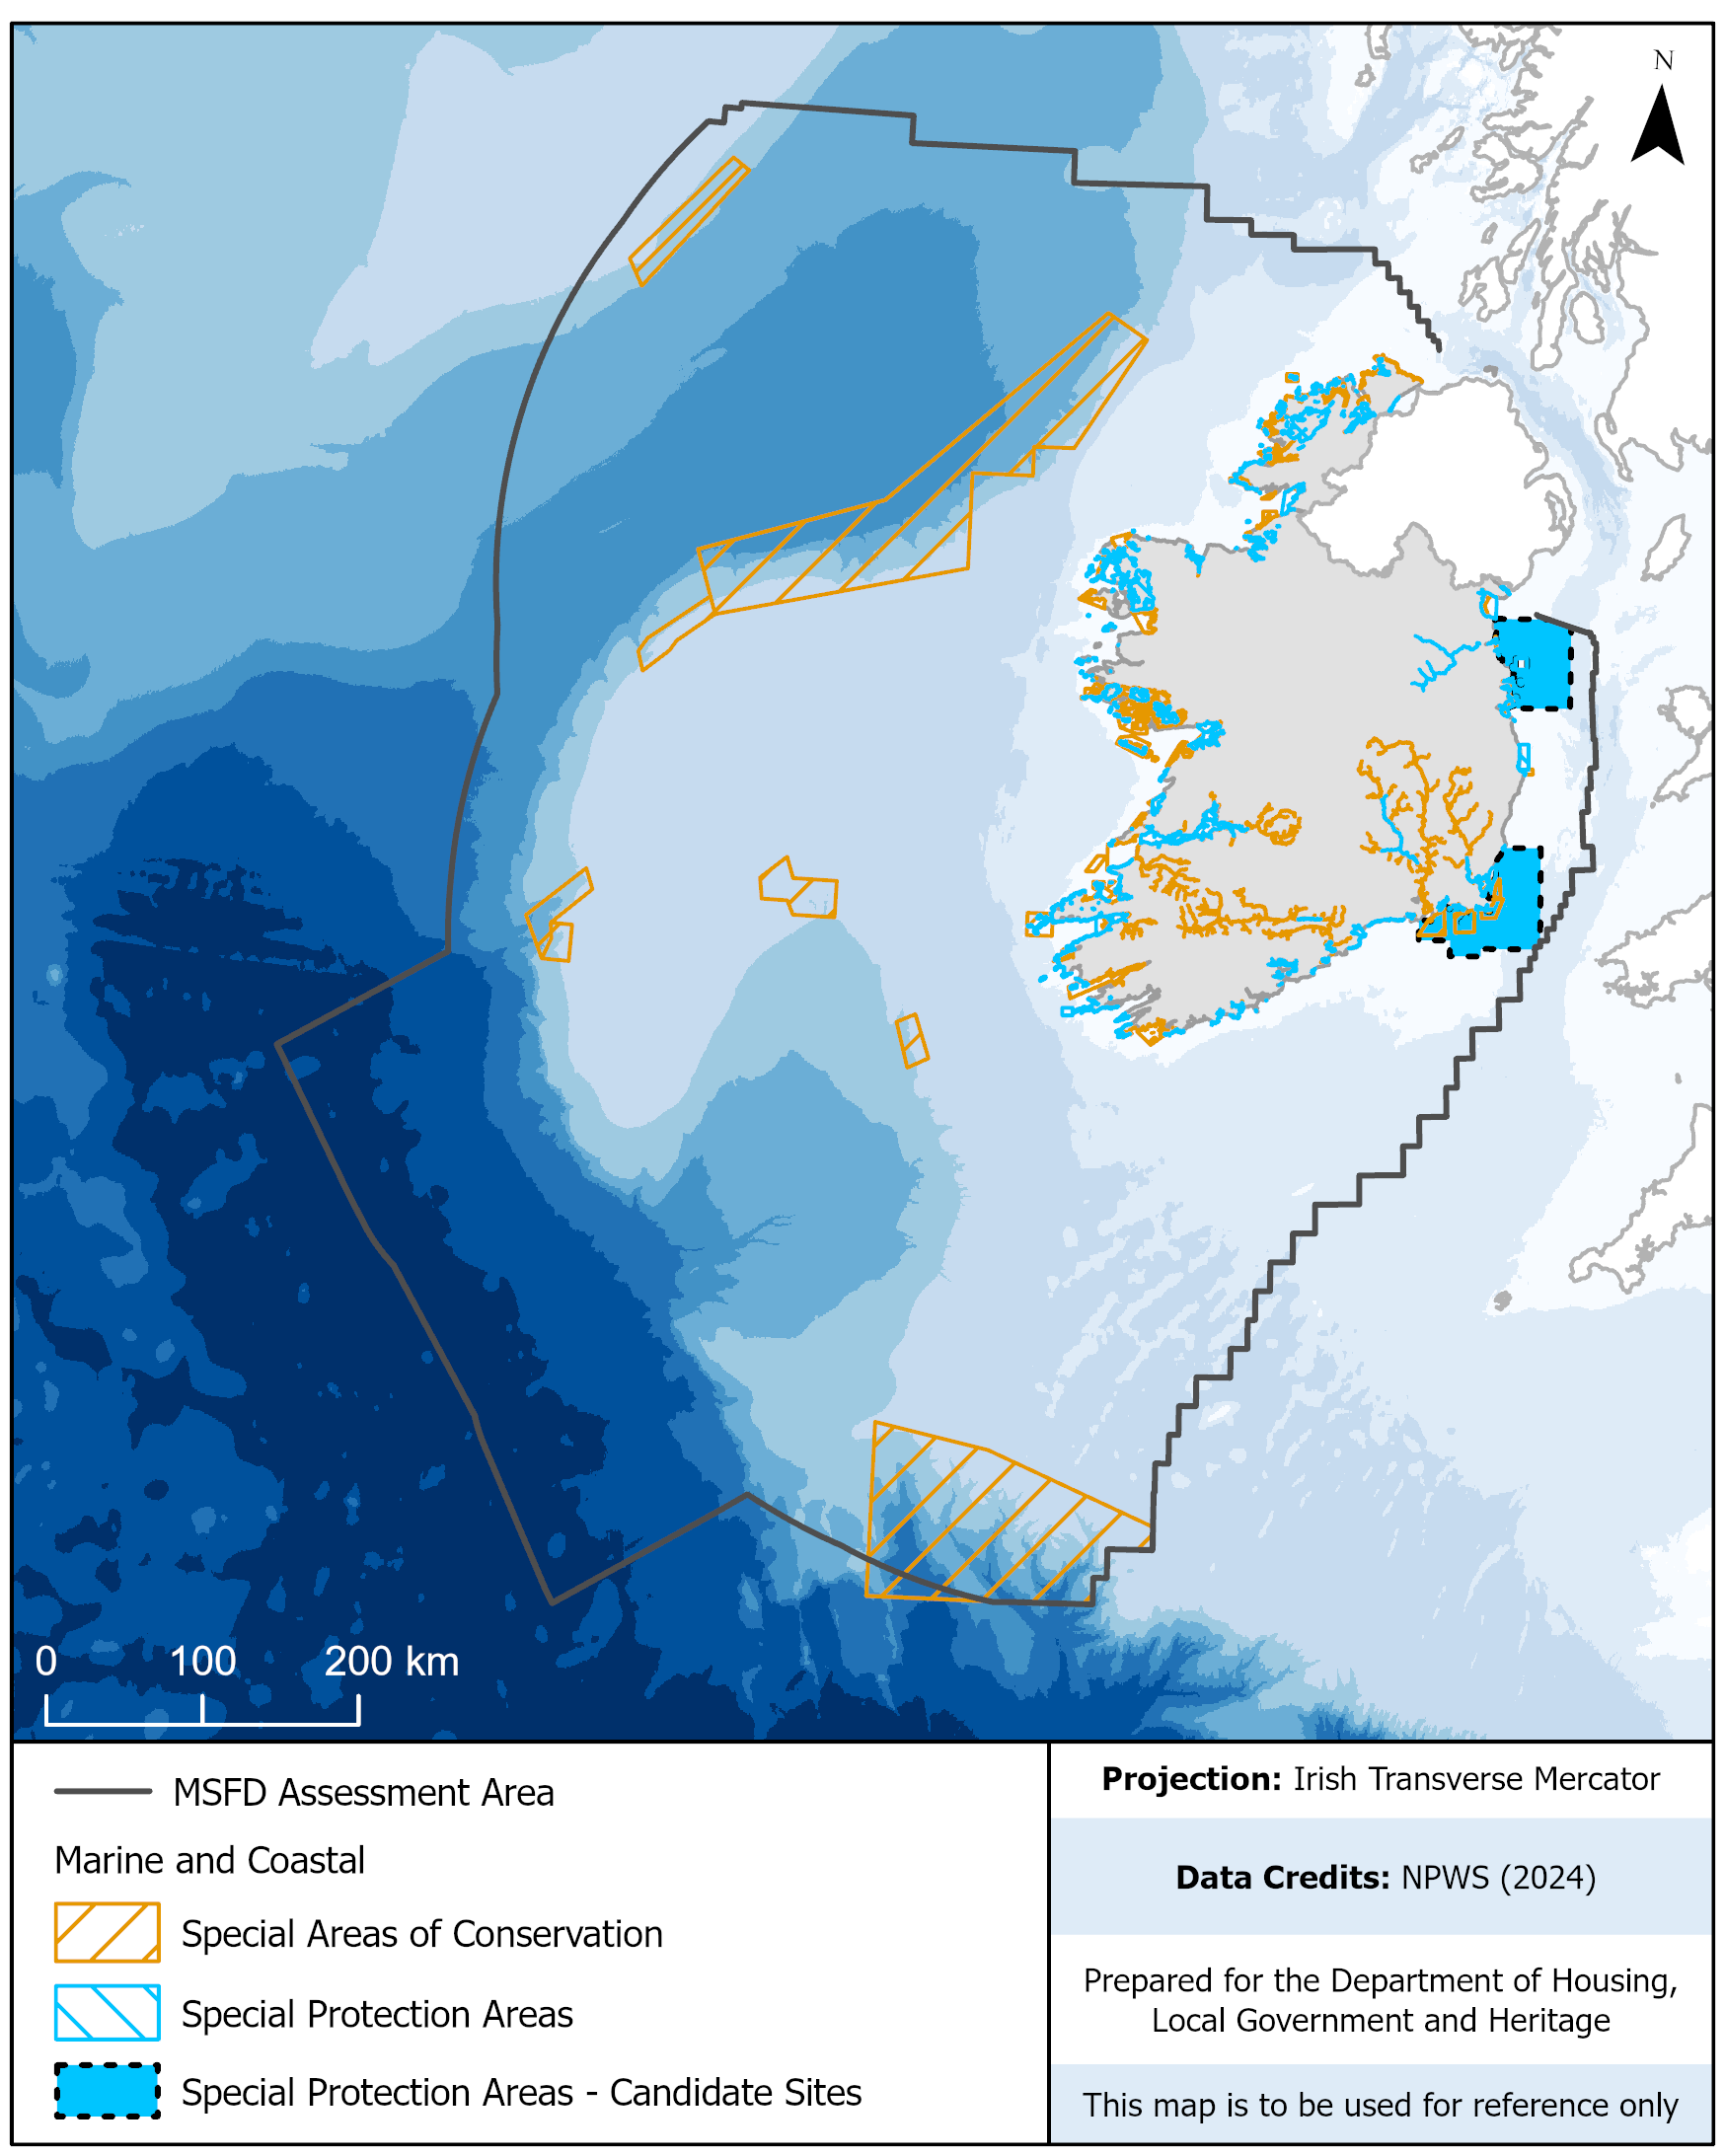 N
0 100 200 km
MSFD Assessment Area
Marine and Coastal
Special Areas of Conservation
Special Protection Areas
Special Protection Areas - Candidate Sites
Projection: Irish Transverse Mercator
Data Credits: NPWS (2024)
Prepared for the Department of Housing,
Local Government and Heritage
This map is to be used for reference only